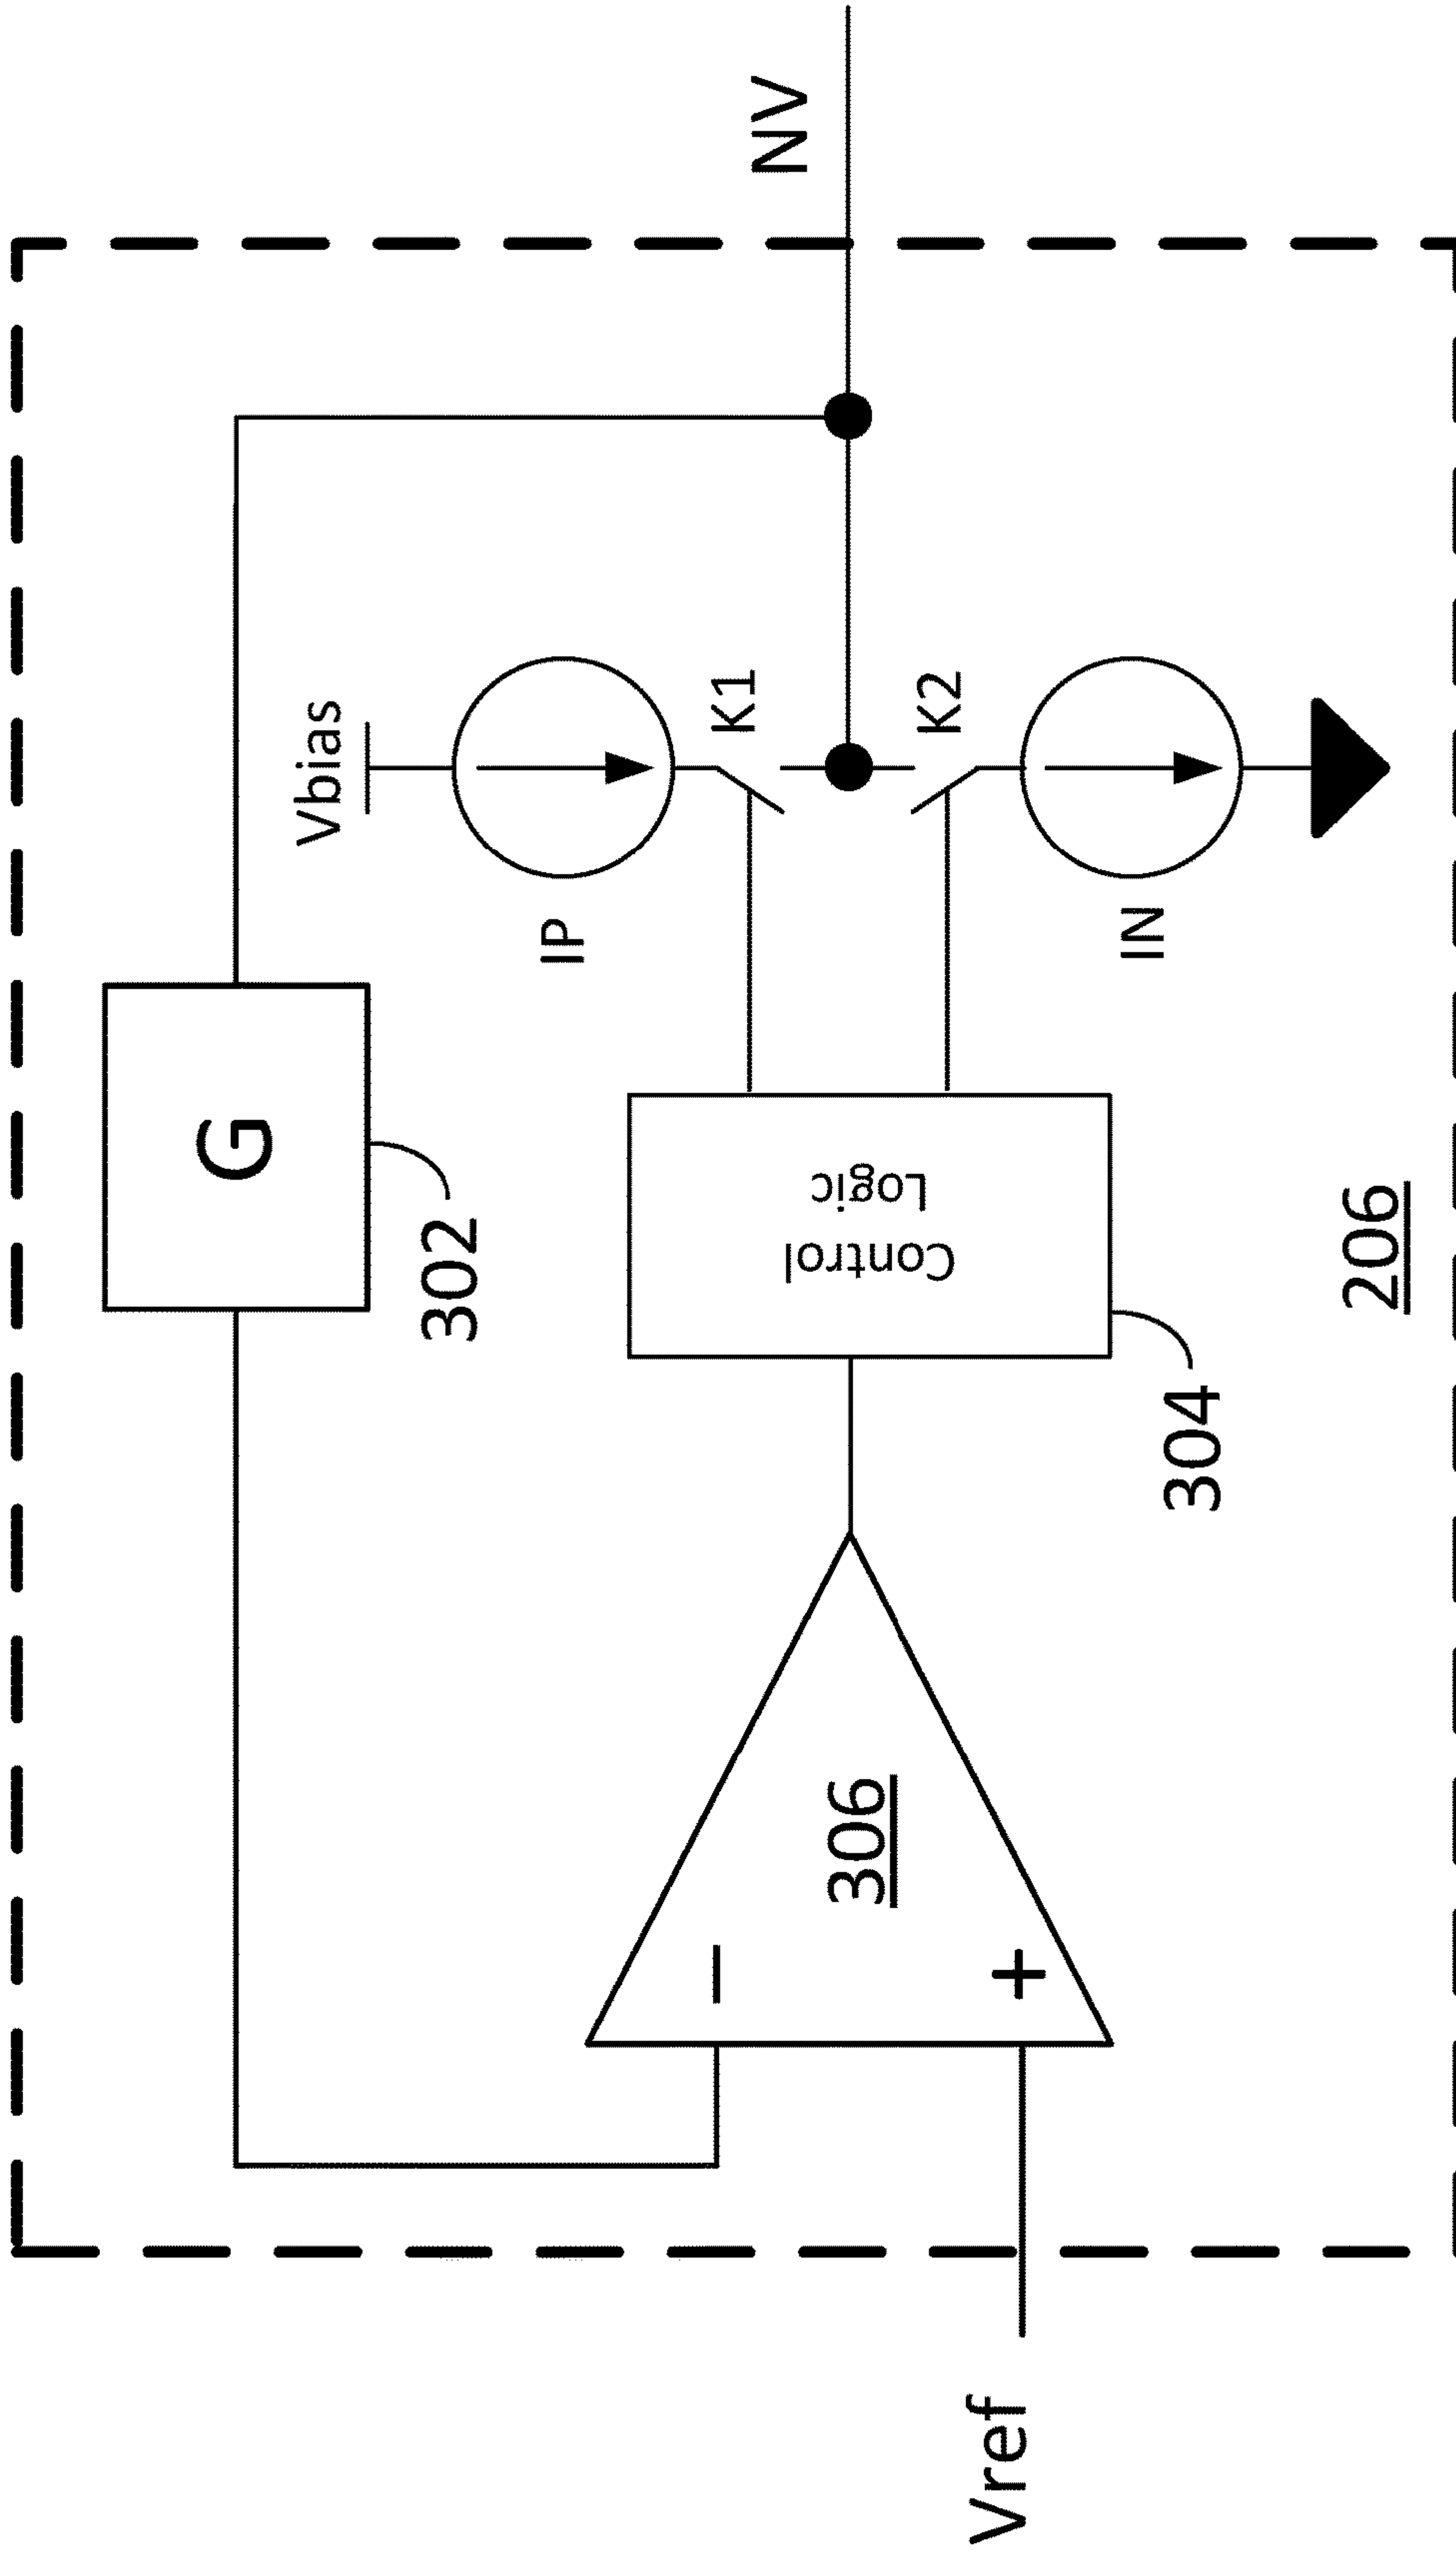 G
302
Vbias
IP
K1
NV
K2
IN
Control
Logic
304
306
−
+
Vref
206